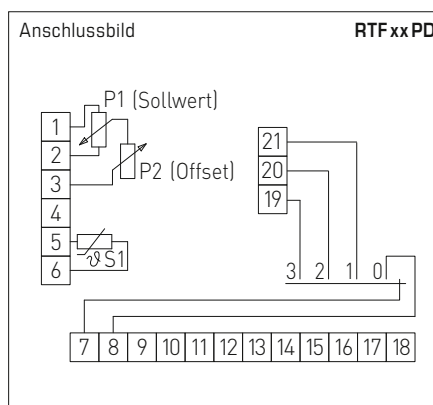 Anschlussbild RTF xx PD
P1 (Sollwert)
1
2
3
4
5
6
P2 (Offset)
ϑ S1
21
20
19
3 2 1 0
7 8 9 10 11 12 13 14 15 16 17 18